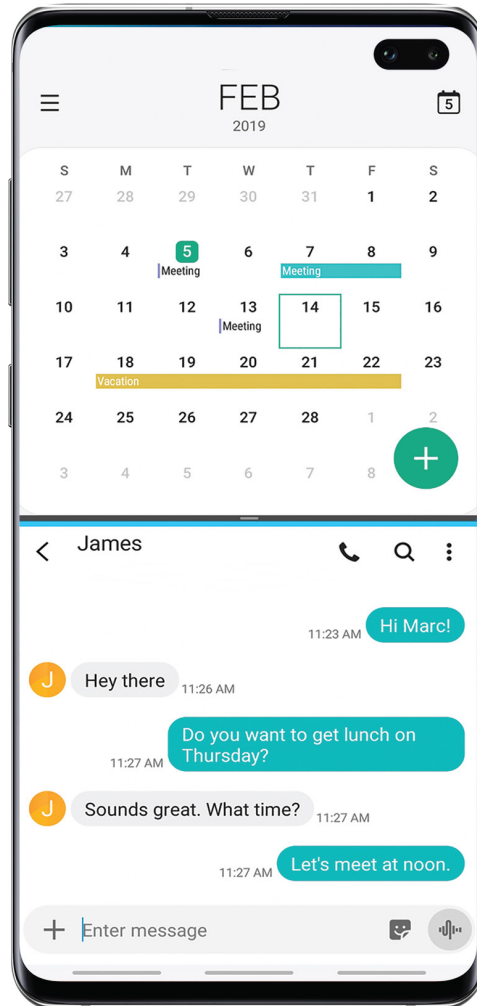 FEB
2019
5
S M T W T F S
27 28 29 30 31 1 2
3 4 5 6 7 8 9
Meeting Meeting
10 11 12 13 14 15 16
Meeting
17 18 19 20 21 22 23
Vacation
24 25 26 27 28 1 2
3 4 5 6 7 8
James
Hi Marc!
11:23 AM
J
Hey there
11:26 AM
Do you want to get lunch on
Thursday?
11:27 AM
J
Sounds great. What time?
11:27 AM
Let's meet at noon.
11:27 AM
Enter message